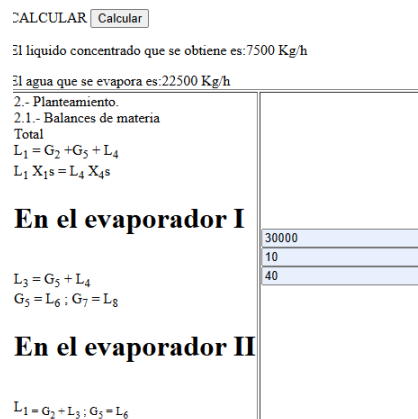 CALCULAR Calcular
El liquido concentrado que se obtiene es:7500 Kg/h
El agua que se evapora es:22500 Kg/h
2.- Planteamiento.
2.1.- Balances de materia
Total
L₁ = G₂ +G₅ + L₄
L₁ X₁s = L₄ X₄s
En el evaporador I
30000
10
40
L₃ = G₅ + L₄
G₅ = L₆ ; G₇ = L₈
En el evaporador II
L₁ = G₂ + L₃ ; G₅ = L₆